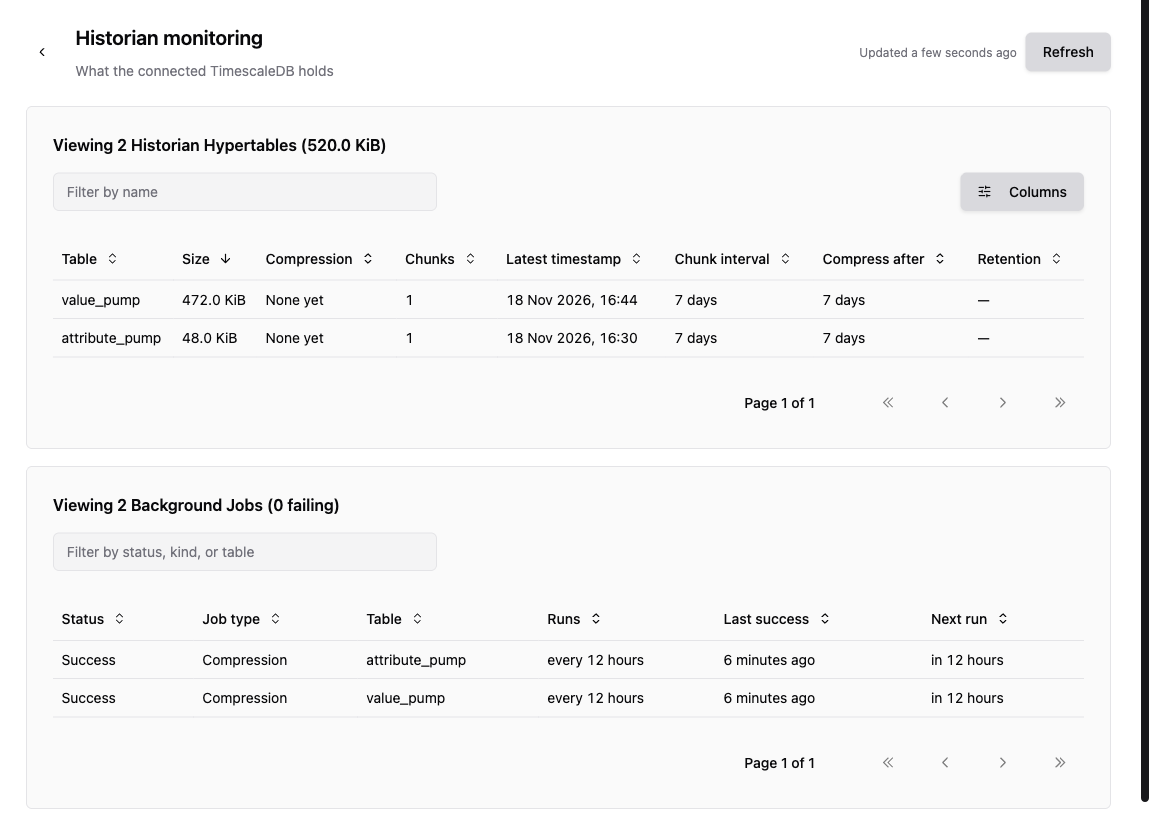 Historian monitoring
What the connected TimescaleDB holds
Updated a few seconds ago
Refresh
Viewing 2 Historian Hypertables (520.0 KiB)
Filter by name
Columns
Table Size Compression Chunks Latest timestamp Chunk interval Compress after Retention
value_pump 472.0 KiB None yet 1 18 Nov 2026, 16:44 7 days 7 days —
attribute_pump 48.0 KiB None yet 1 18 Nov 2026, 16:30 7 days 7 days —
Page 1 of 1
Viewing 2 Background Jobs (0 failing)
Filter by status, kind, or table
Status Job type Table Runs Last success Next run
Success Compression attribute_pump every 12 hours 6 minutes ago in 12 hours
Success Compression value_pump every 12 hours 6 minutes ago in 12 hours
Page 1 of 1